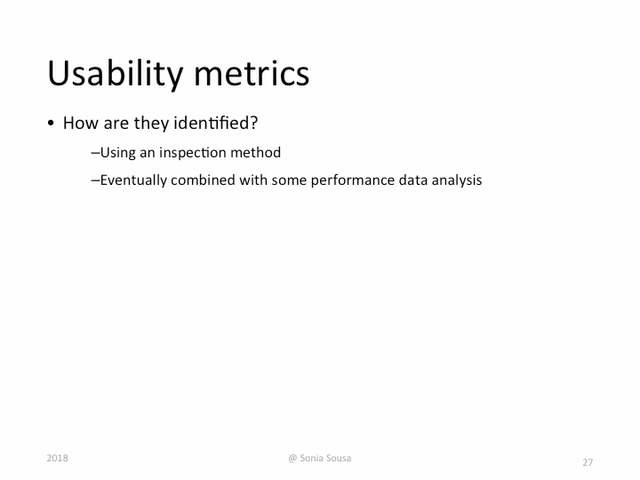 Usability metrics
• How are they identified?
–Using an inspection method
–Eventually combined with some performance data analysis
2018
@ Sonia Sousa
27